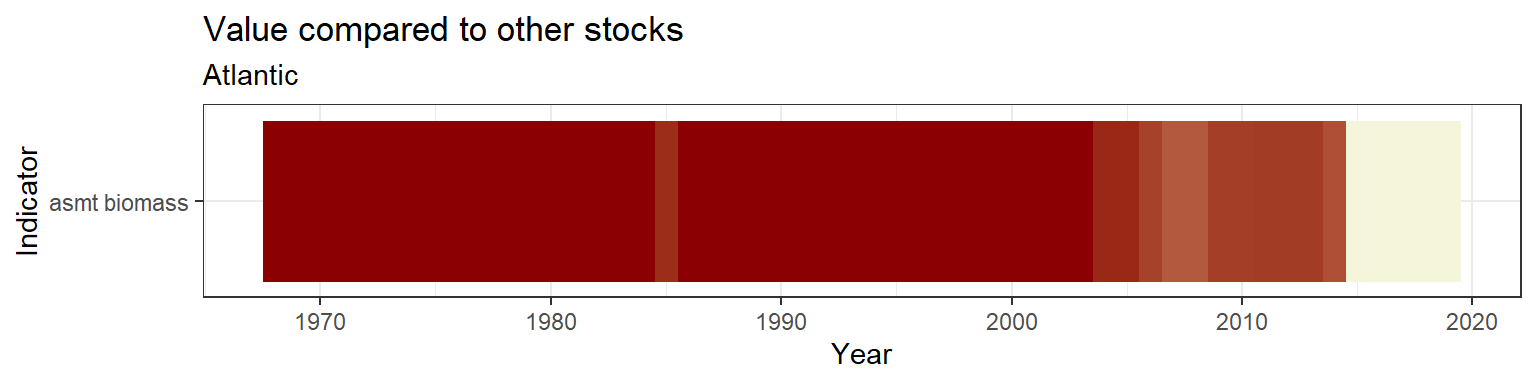 Value compared to other stocks
Atlantic
Indicator
asmt biomass
1970 1980 1990 2000 2010 2020
Year